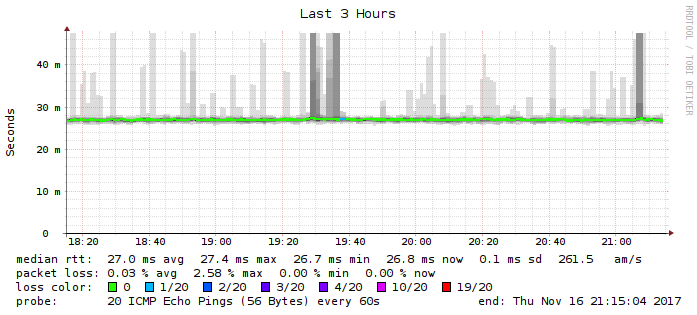 Last 3 Hours
RRDTOOL / TOBI OETIKER
Seconds
40 m
30 m
20 m
10 m
0
18:20 18:40 19:00 19:20 19:40 20:00 20:20 20:40 21:00
median rtt: 27.0 ms avg 27.4 ms max 26.7 ms min 26.8 ms now 0.1 ms sd 261.5 am/s
packet loss: 0.03 % avg 2.58 % max 0.00 % min 0.00 % now
loss color: 0 1/20 2/20 3/20 4/20 10/20 19/20
probe: 20 ICMP Echo Pings (56 Bytes) every 60s end: Thu Nov 16 21:15:04 2017